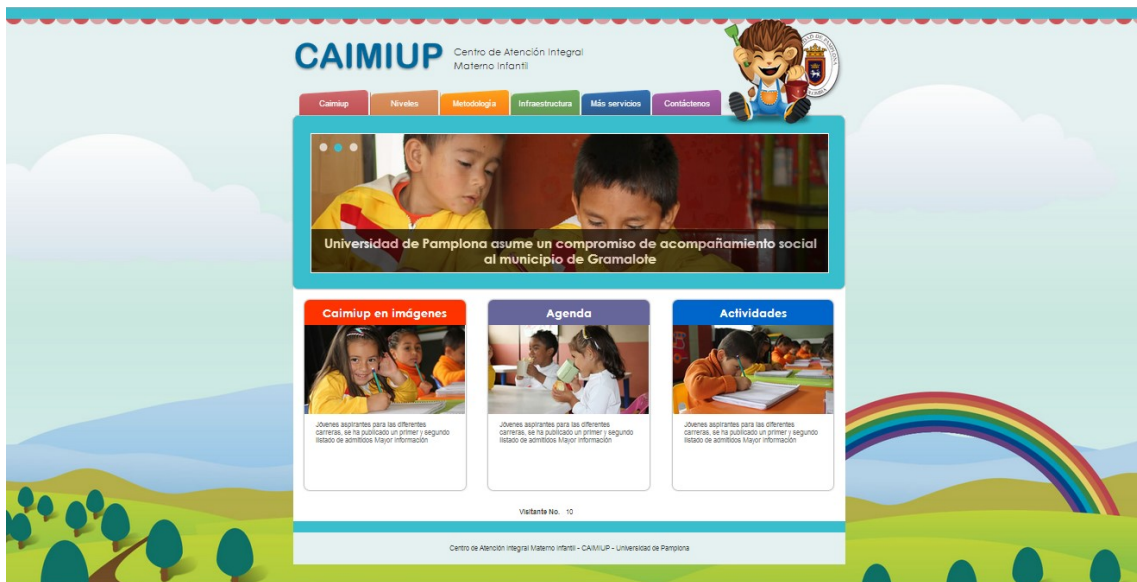 CAIMIUP
Centro de Atención Integral
Materno Infantil
Caimiup
Niveles
Metodología
Infraestructura
Más servicios
Contáctenos
Universidad de Pamplona asume un compromiso de acompañamiento social
al municipio de Gramalote
Caimiup en imágenes
Jóvenes aspirantes para las diferentes
carreras, se ha publicado un primer y segundo
listado de admitidos Mayor información
Agenda
Jóvenes aspirantes para las diferentes
carreras, se ha publicado un primer y segundo
listado de admitidos Mayor información
Actividades
Jóvenes aspirantes para las diferentes
carreras, se ha publicado un primer y segundo
listado de admitidos Mayor información
Visitante No. 10
Centro de Atención Integral Materno Infantil - CAIMIUP - Universidad de Pamplona